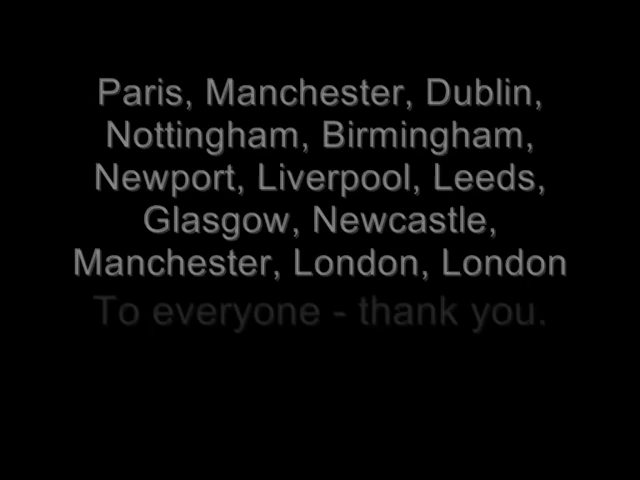 Paris, Manchester, Dublin,
Nottingham, Birmingham,
Newport, Liverpool, Leeds,
Glasgow, Newcastle,
Manchester, London, London
To everyone - thank you.